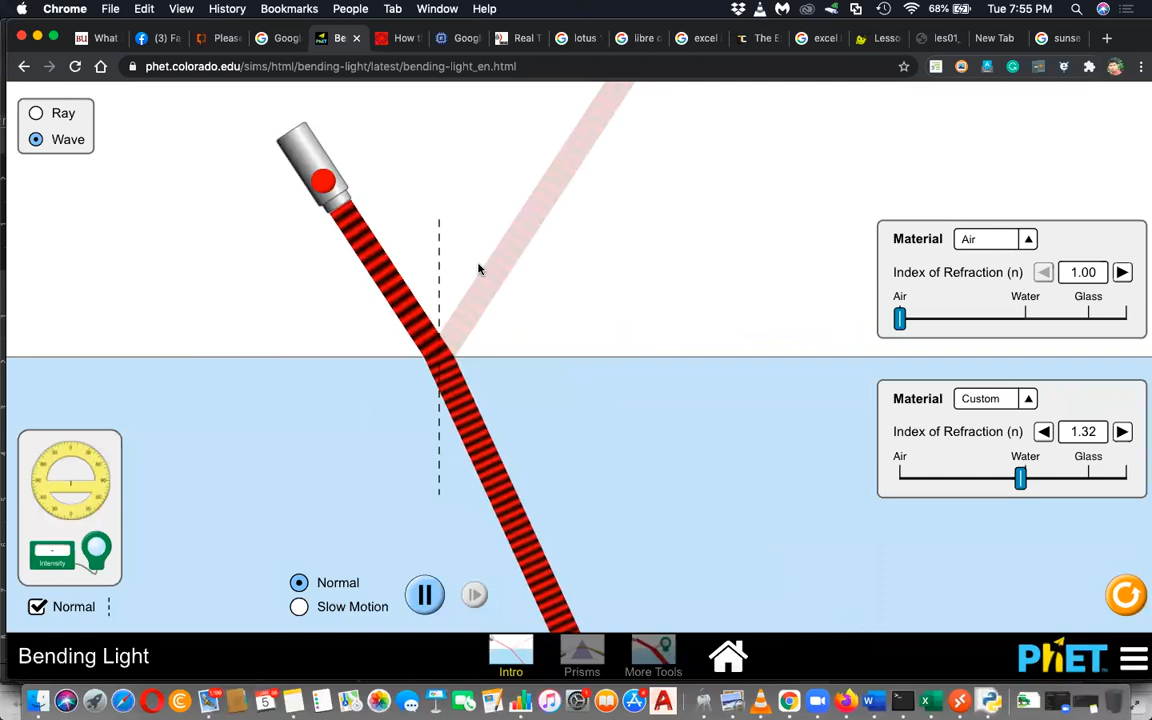 Chrome File Edit View History Bookmarks People Tab Window Help 68% Tue 7:55 PM
What (3) Fa Please Googl Be × How t Googl Real T lotus libre c excel TC The E excel Lesso les01_ New Tab sunse +
phet.colorado.edu/sims/html/bending-light/latest/bending-light_en.html
Ray
Wave
Material Air
Index of Refraction (n) 1.00
Air Water Glass
Material Custom
Index of Refraction (n) 1.32
Air Water Glass
Intensity
Normal
Normal
Slow Motion
Bending Light
Intro
Prisms
More Tools
PhET